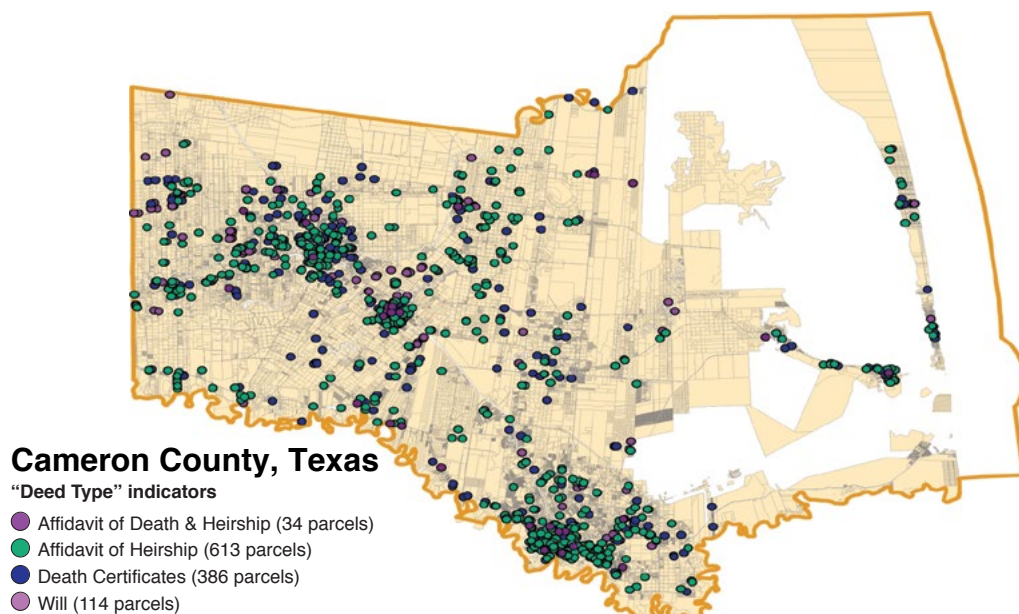 Cameron County, Texas
“Deed Type” indicators
Affidavit of Death & Heirship (34 parcels)
Affidavit of Heirship (613 parcels)
Death Certificates (386 parcels)
Will (114 parcels)